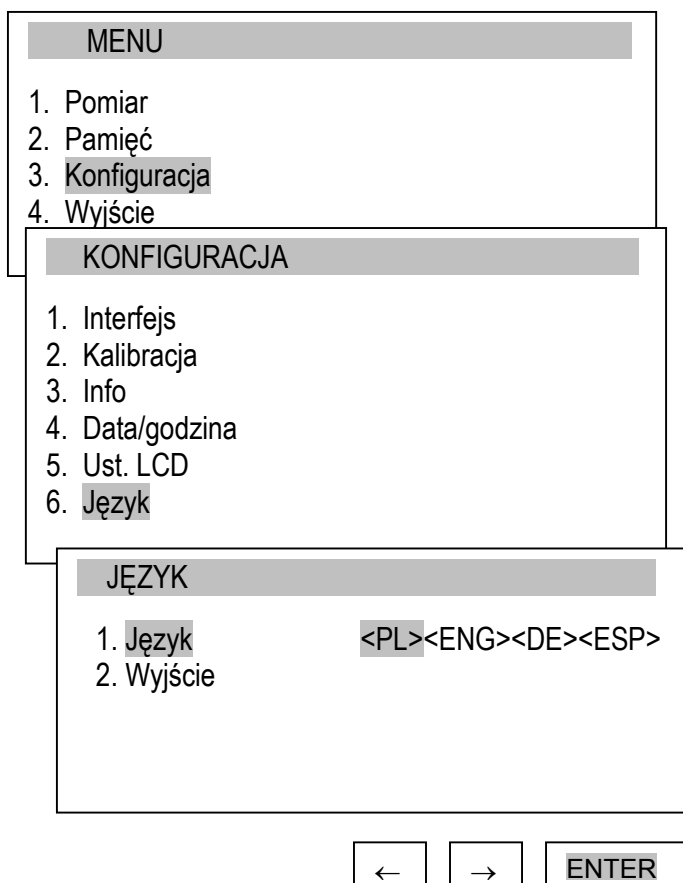 MENU
1. Pomiar
2. Pamięć
3. Konfiguracja
4. Wyjście
KONFIGURACJA
1. Interfejs
2. Kalibracja
3. Info
4. Data/godzina
5. Ust. LCD
6. Język
JĘZYK
1. Język <PL><ENG><DE><ESP>
2. Wyjście
← → ENTER